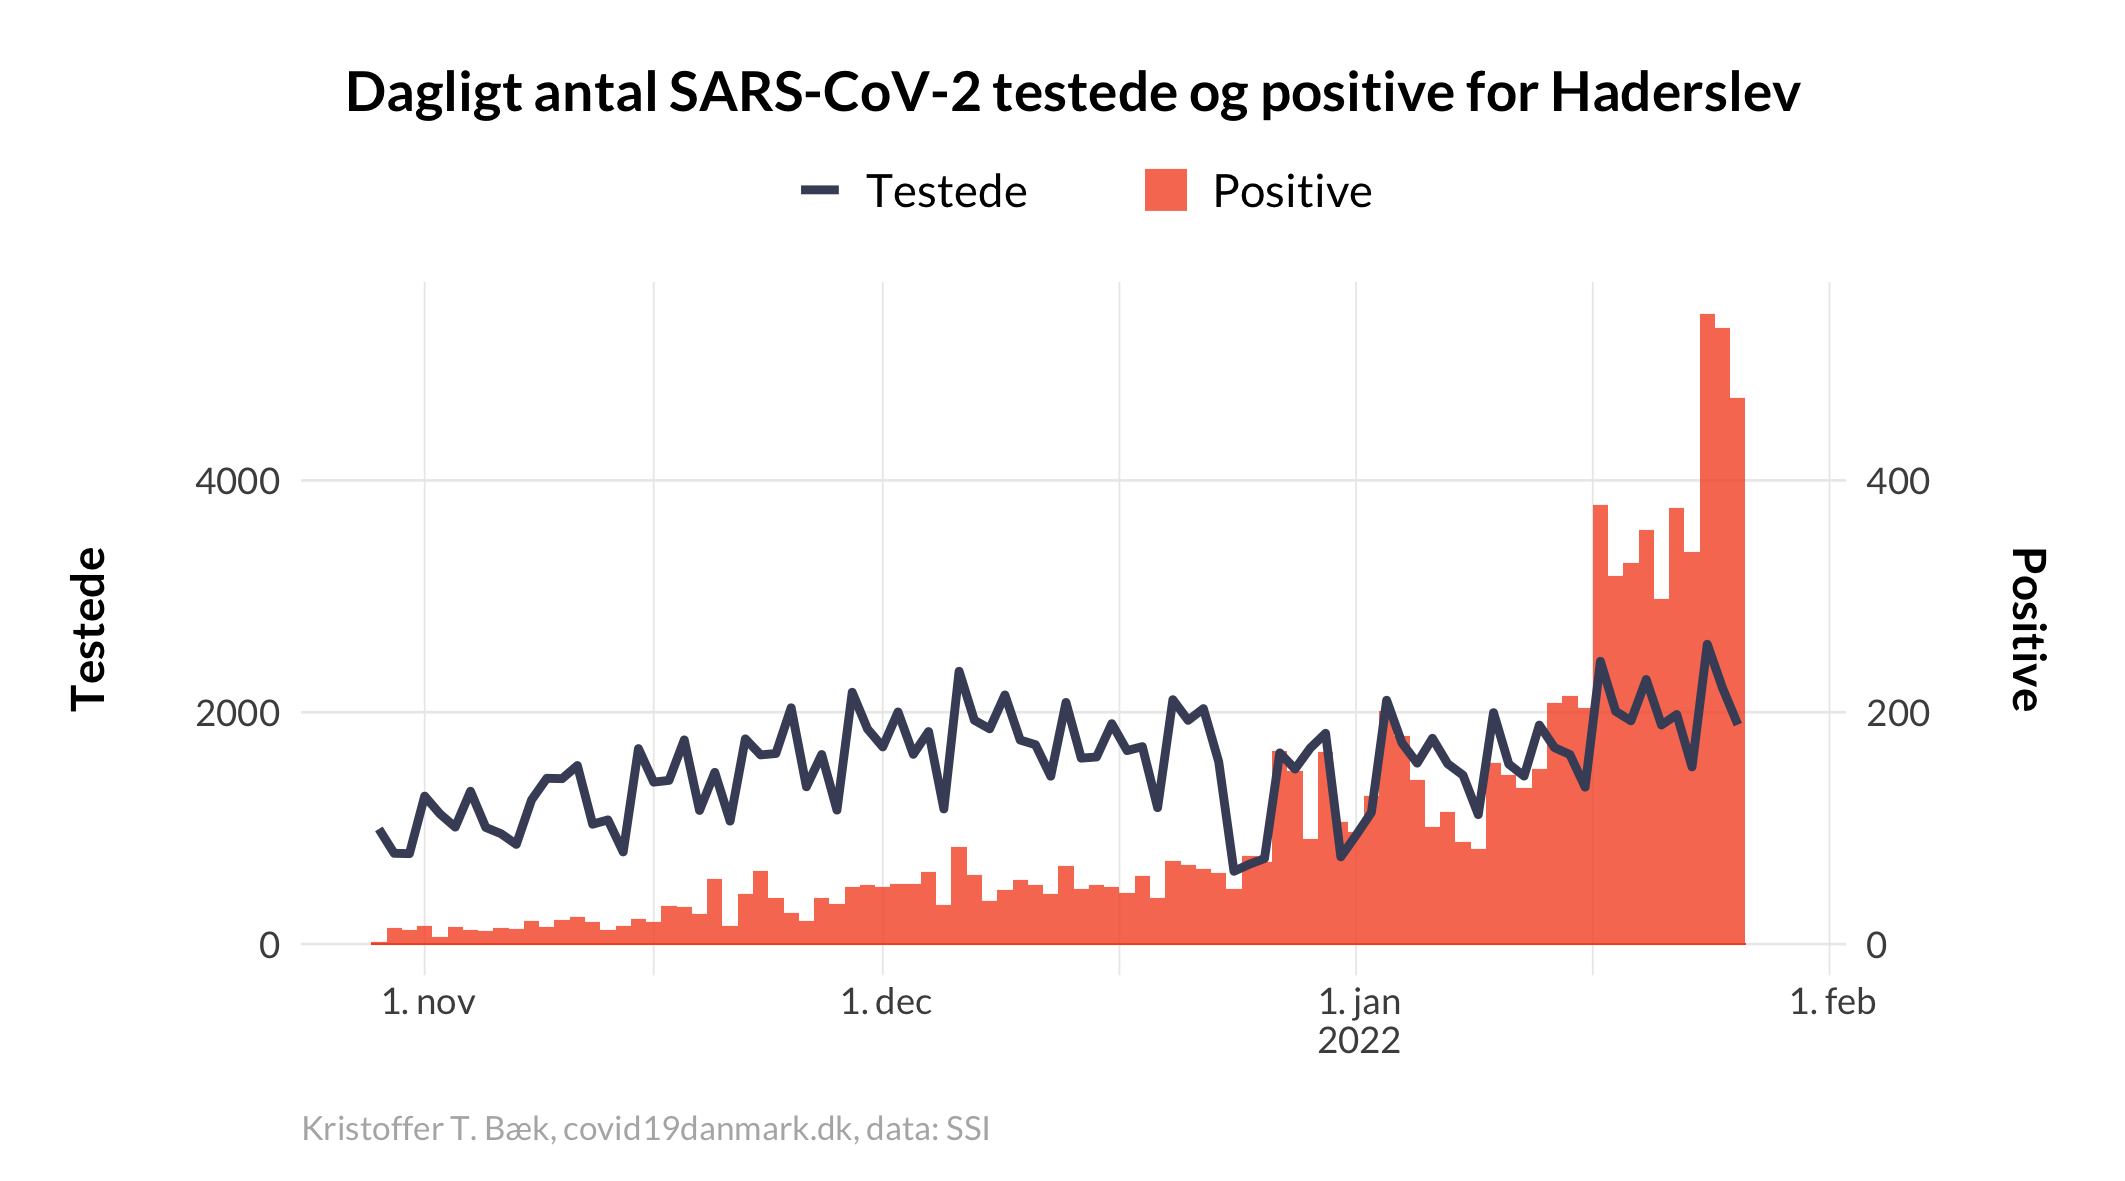 Dagligt antal SARS-CoV-2 testede og positive for Haderslev
Testede
Positive
4000
2000
0
Testede
400
200
0
Positive
1. nov
1. dec
1. jan
2022
1. feb
Kristoffer T. Bæk, covid19danmark.dk, data: SSI